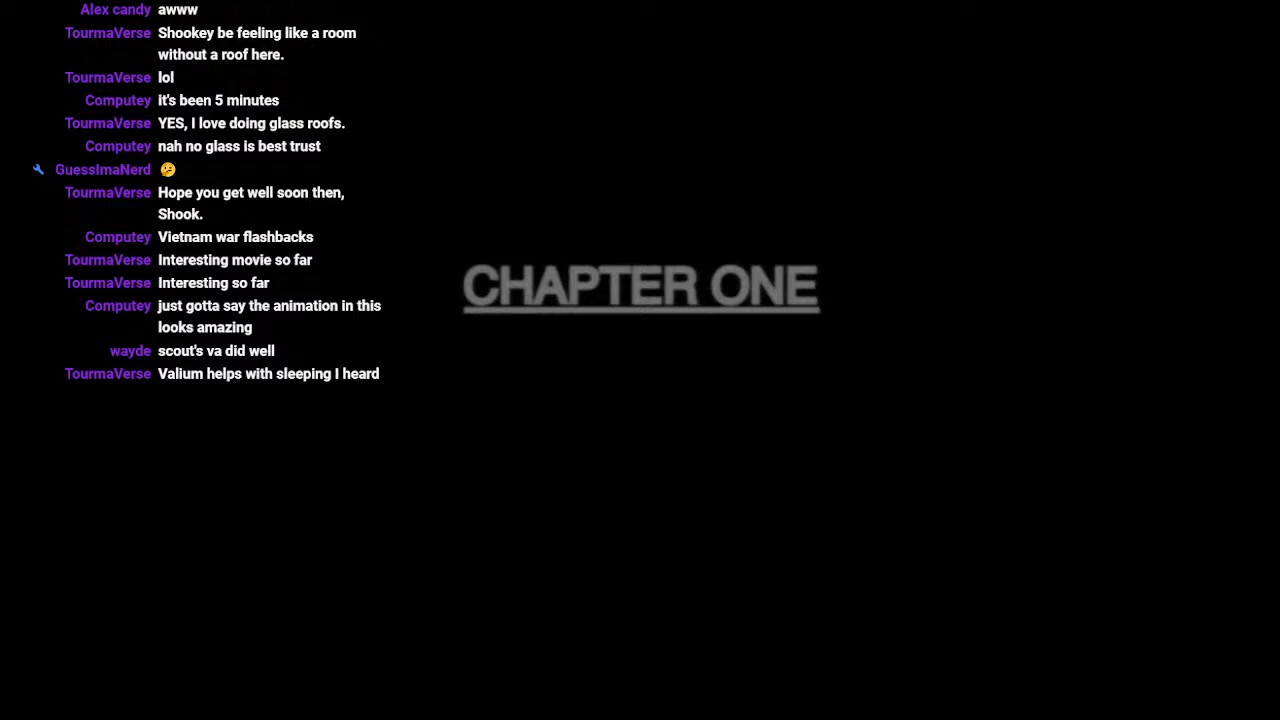 Alex candy awww
TourmaVerse Shookey be feeling like a room
without a roof here.
TourmaVerse lol
Computey it's been 5 minutes
TourmaVerse YES, I love doing glass roofs.
Computey nah no glass is best trust
GuessImaNerd 🤔
TourmaVerse Hope you get well soon then,
Shook.
Computey Vietnam war flashbacks
TourmaVerse Interesting movie so far
TourmaVerse Interesting so far
Computey just gotta say the animation in this
looks amazing
wayde scout's va did well
TourmaVerse Valium helps with sleeping I heard
CHAPTER ONE